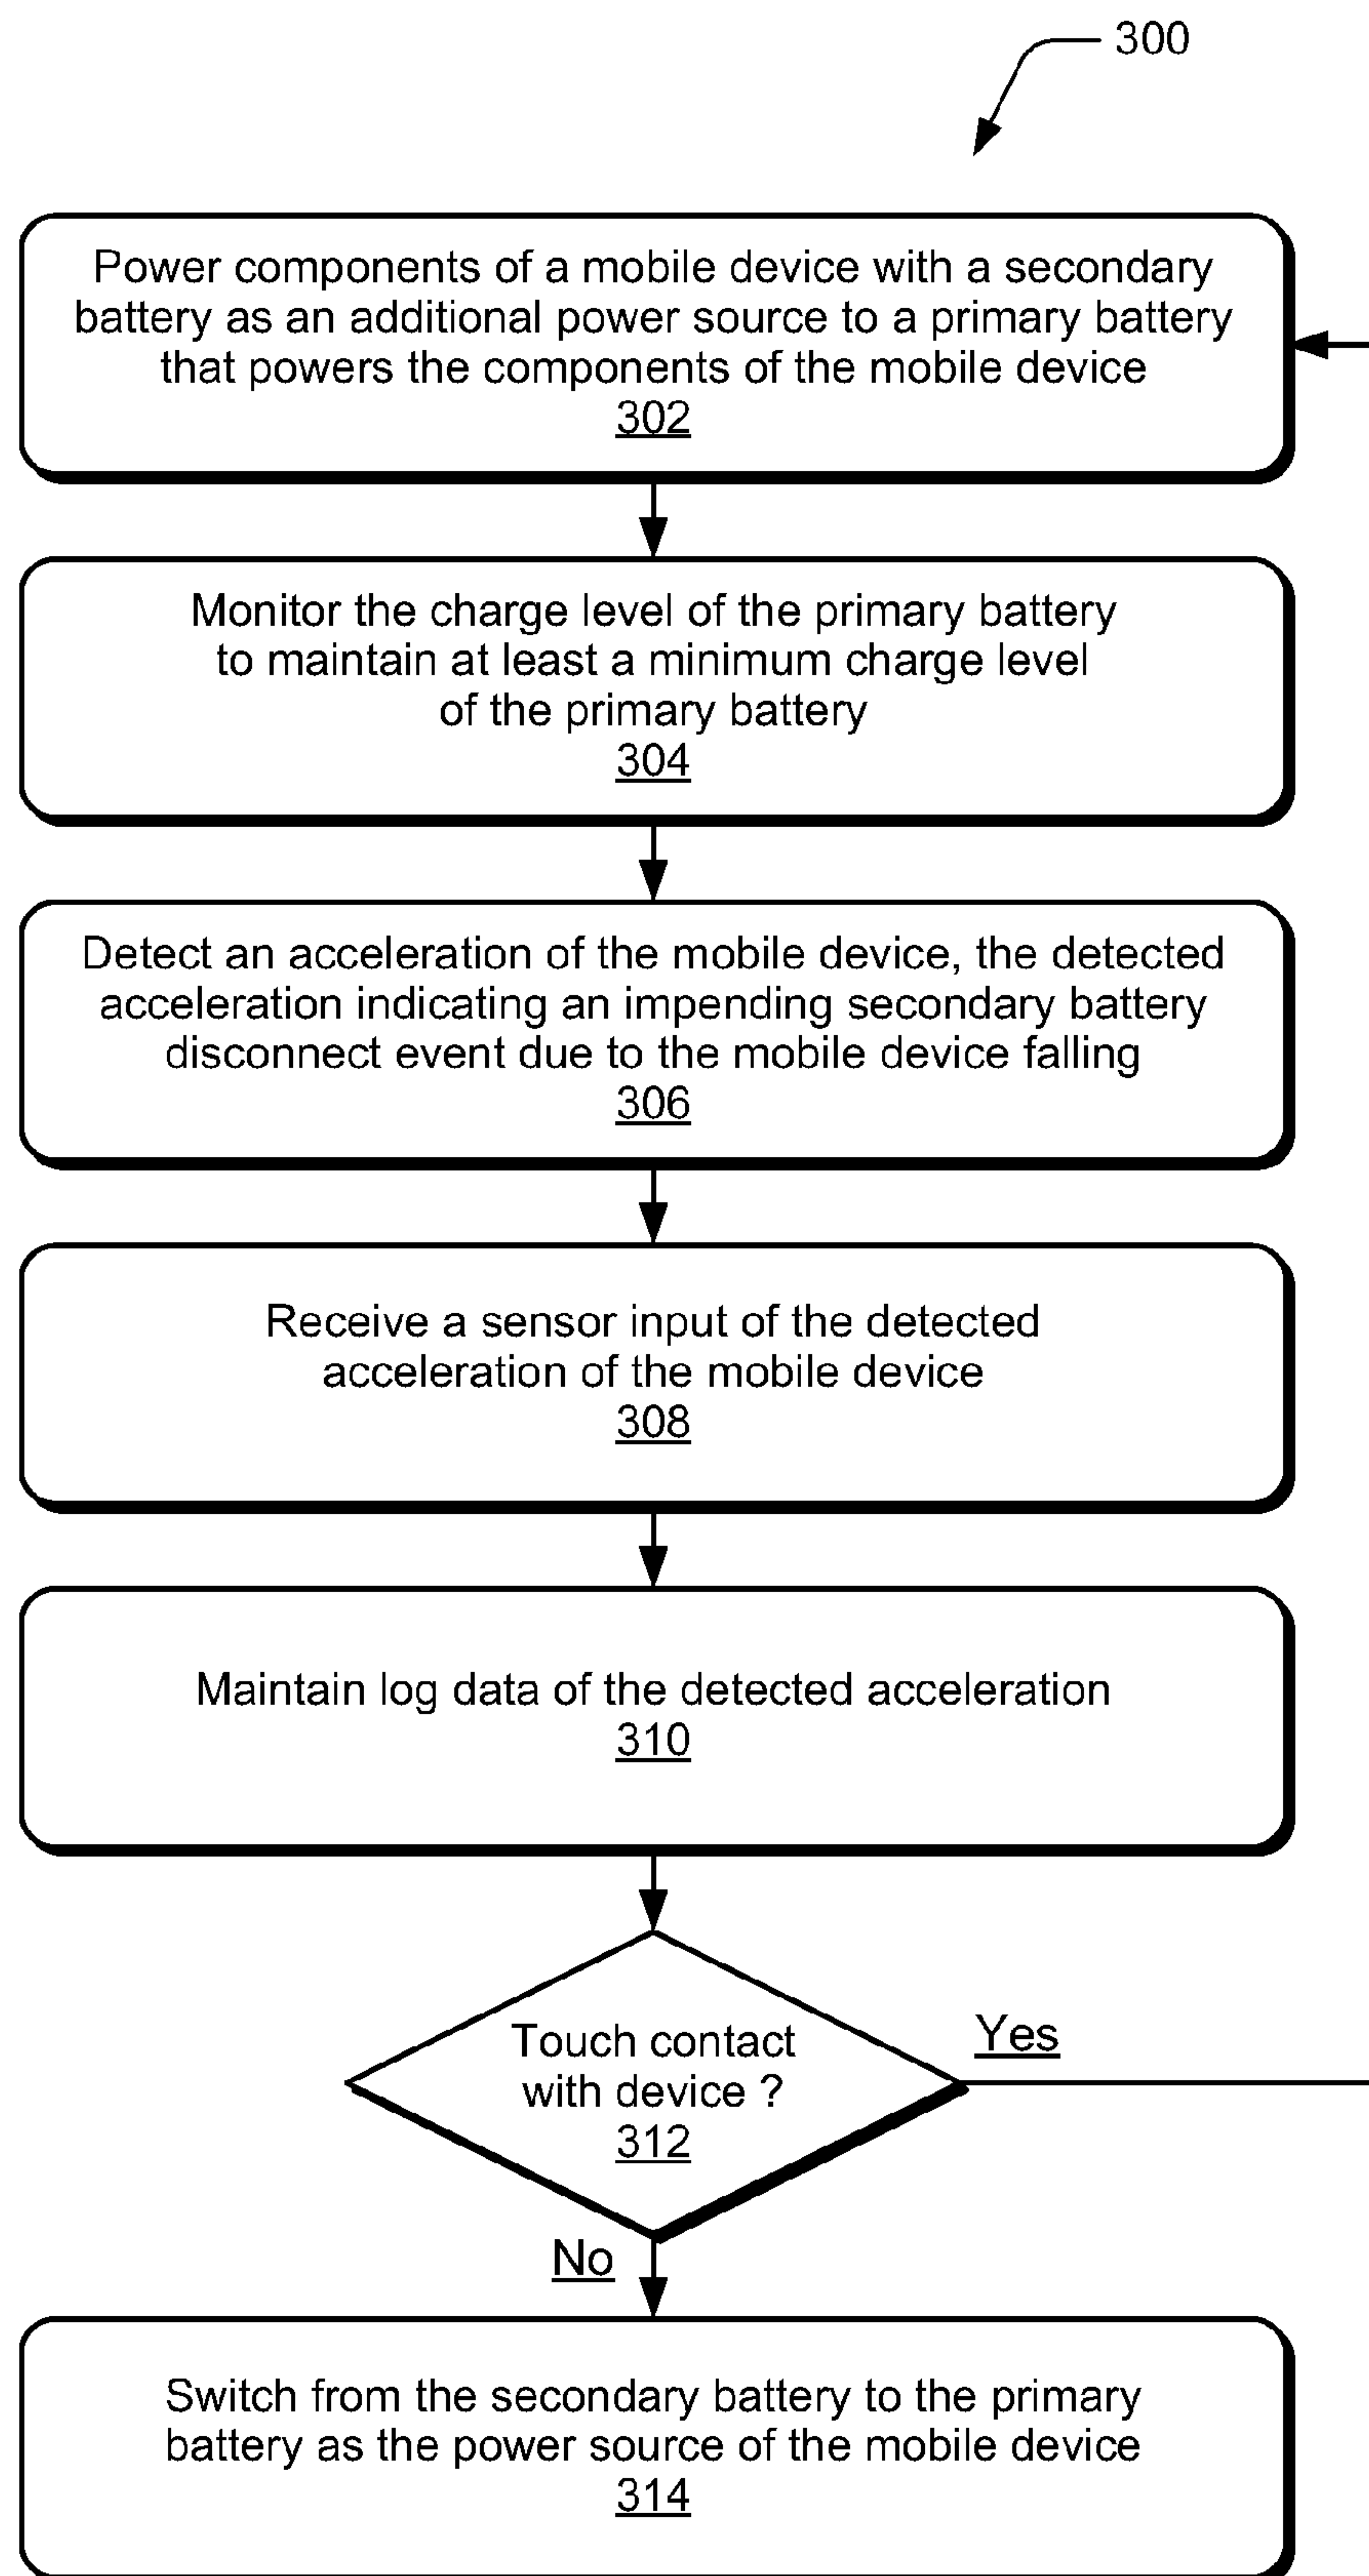 300
Power components of a mobile device with a secondary
battery as an additional power source to a primary battery
that powers the components of the mobile device
302
Monitor the charge level of the primary battery
to maintain at least a minimum charge level
of the primary battery
304
Detect an acceleration of the mobile device, the detected
acceleration indicating an impending secondary battery
disconnect event due to the mobile device falling
306
Receive a sensor input of the detected
acceleration of the mobile device
308
Maintain log data of the detected acceleration
310
Touch contact
with device ?
312
Yes
No
Switch from the secondary battery to the primary
battery as the power source of the mobile device
314